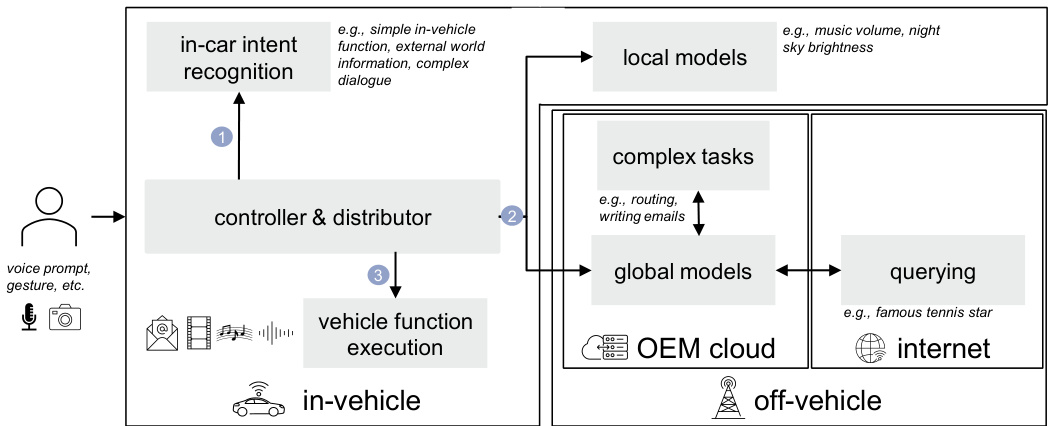 in-car intent
recognition
e.g., simple in-vehicle
function, external world
information, complex
dialogue
local models
e.g., music volume, night
sky brightness
1
complex tasks
e.g., routing,
writing emails
controller & distributor
2
voice prompt,
gesture, etc.
3
global models
querying
e.g., famous tennis star
vehicle function
execution
OEM cloud
internet
in-vehicle
off-vehicle